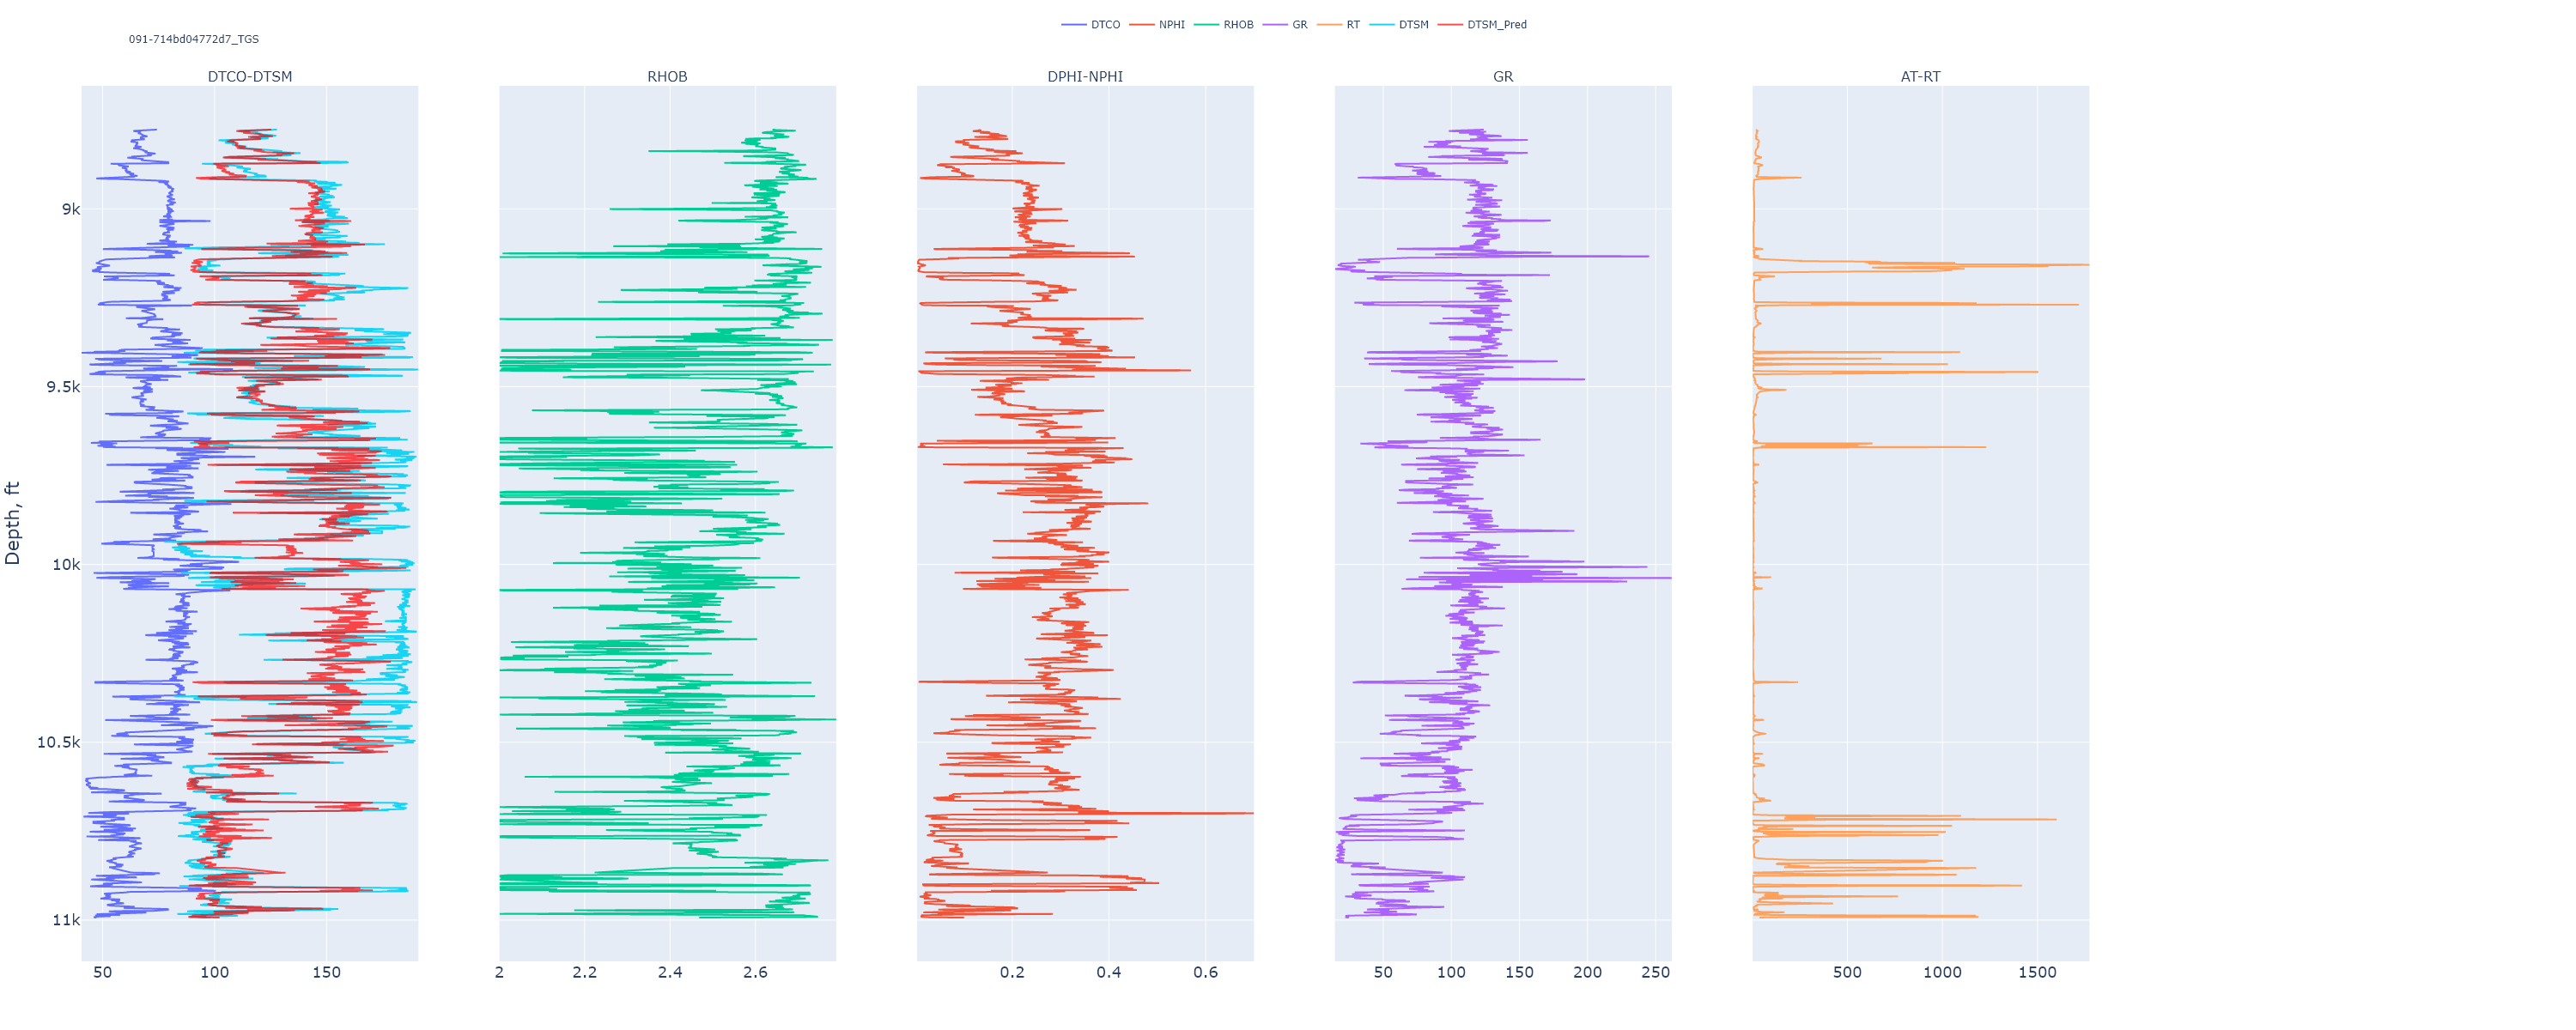 DTCO NPHI RHOB GR RT DTSM DTSM_Pred
091-714bd04772d7_TGS
DTCO-DTSM RHOB DPHI-NPHI GR AT-RT
Depth, ft
9k
9.5k
10k
10.5k
11k
50 100 150 2 2.2 2.4 2.6 0.2 0.4 0.6 50 100 150 200 250 500 1000 1500